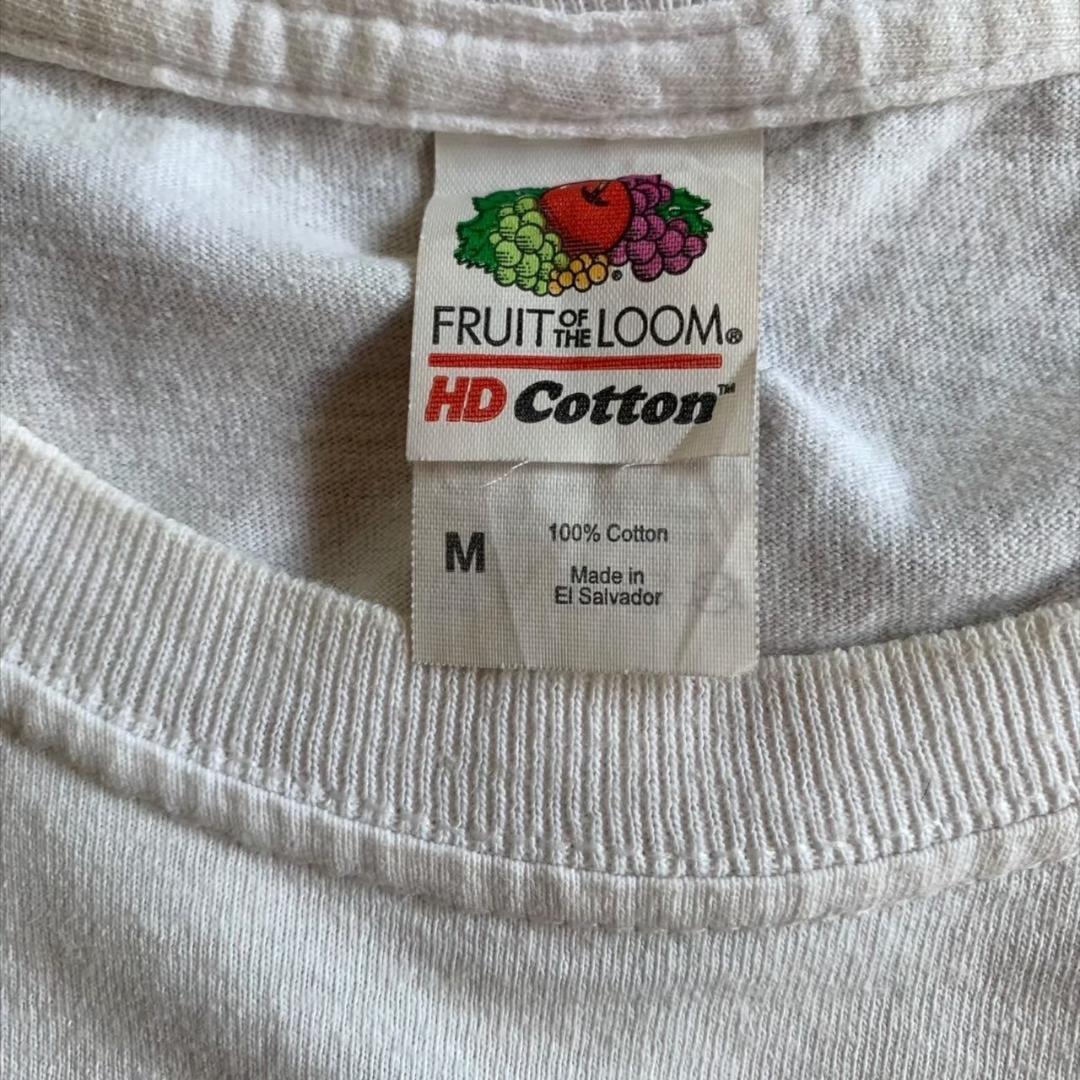 FRUIT OF THE LOOM®
HD Cotton™
M
100% Cotton
Made in
El Salvador